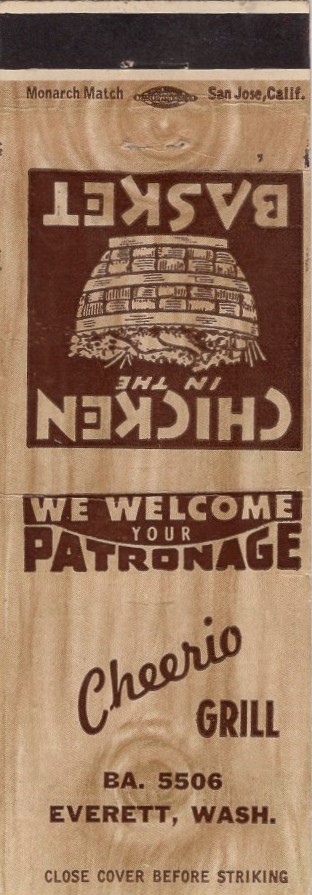 Monarch Match San Jose, Calif.
CHICKEN
IN THE
BASKET
WE WELCOME
YOUR
PATRONAGE
Cheerio
GRILL
BA. 5506
EVERETT, WASH.
CLOSE COVER BEFORE STRIKING